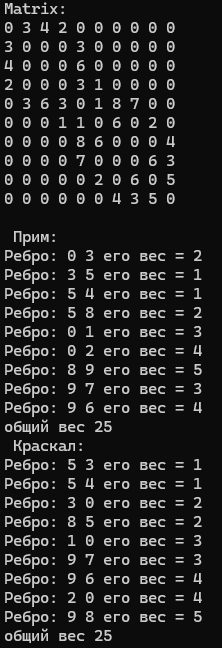 Matrix:
0 3 4 2 0 0 0 0 0 0
3 0 0 0 3 0 0 0 0 0
4 0 0 0 6 0 0 0 0 0
2 0 0 0 3 1 0 0 0 0
0 3 6 3 0 1 8 7 0 0
0 0 0 1 1 0 6 0 2 0
0 0 0 0 8 6 0 0 0 4
0 0 0 0 7 0 0 0 6 3
0 0 0 0 0 2 0 6 0 5
0 0 0 0 0 0 4 3 5 0
Прим:
Ребро: 0 3 его вес = 2
Ребро: 3 5 его вес = 1
Ребро: 5 4 его вес = 1
Ребро: 5 8 его вес = 2
Ребро: 0 1 его вес = 3
Ребро: 0 2 его вес = 4
Ребро: 8 9 его вес = 5
Ребро: 9 7 его вес = 3
Ребро: 9 6 его вес = 4
общий вес 25
Краскал:
Ребро: 5 3 его вес = 1
Ребро: 5 4 его вес = 1
Ребро: 3 0 его вес = 2
Ребро: 8 5 его вес = 2
Ребро: 1 0 его вес = 3
Ребро: 9 7 его вес = 3
Ребро: 9 6 его вес = 4
Ребро: 2 0 его вес = 4
Ребро: 9 8 его вес = 5
общий вес 25